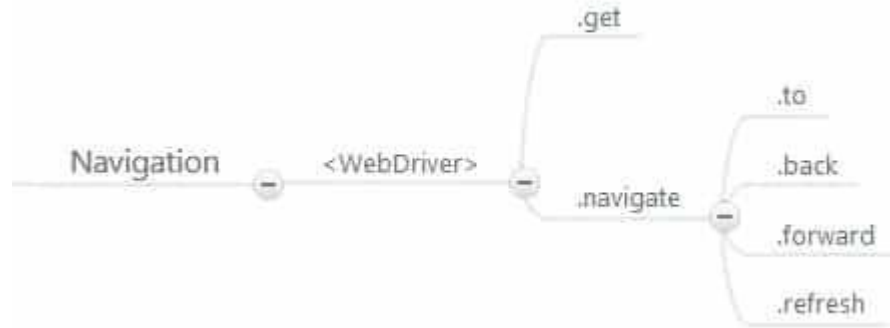 .get
.to
Navigation
<WebDriver>
.back
.navigate
.forward
.refresh